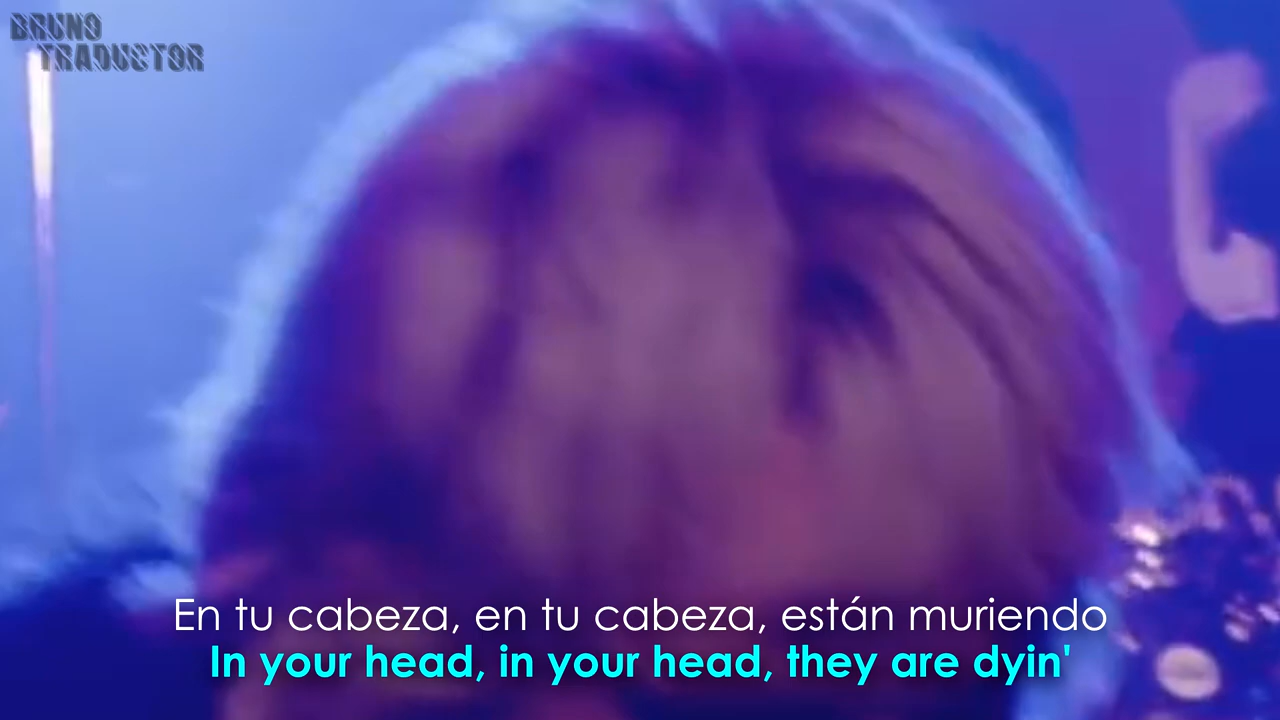 BRUNO
TRADUCTOR
En tu cabeza, en tu cabeza, están muriendo
In your head, in your head, they are dyin'